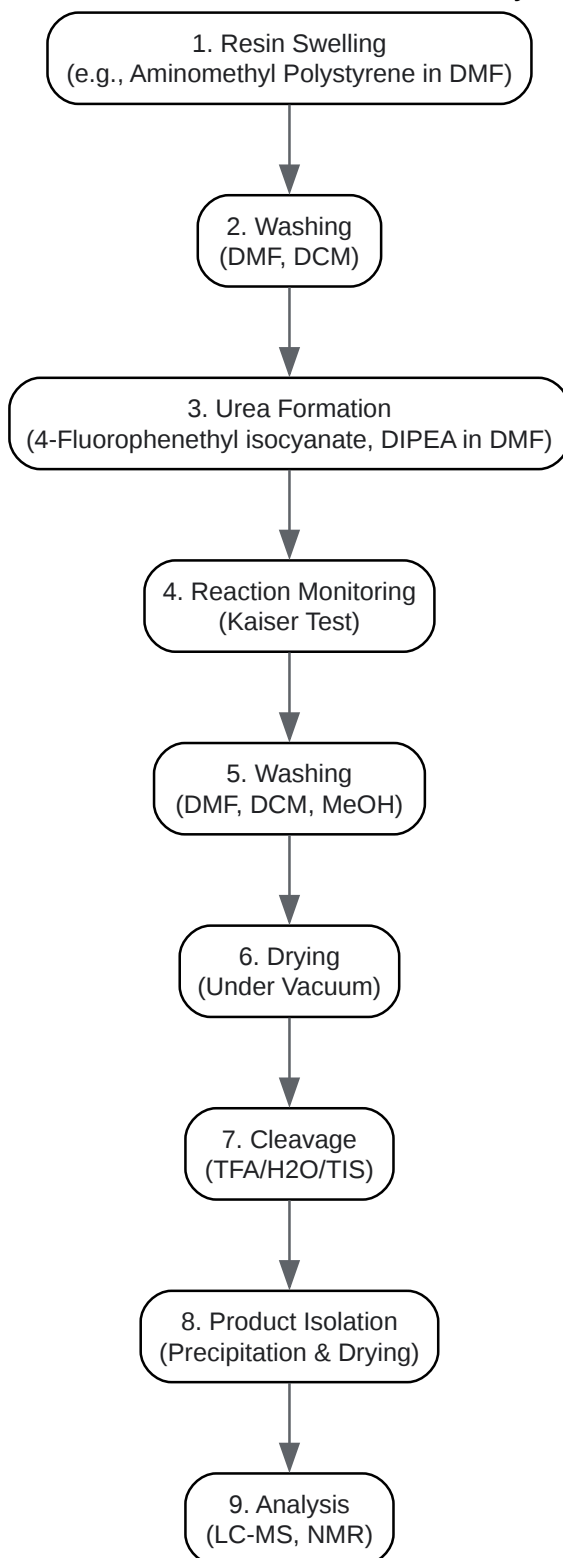 1. Resin Swelling
(e.g., Aminomethyl Polystyrene in DMF)
2. Washing
(DMF, DCM)
3. Urea Formation
(4-Fluorophenethyl isocyanate, DIPEA in DMF)
4. Reaction Monitoring
(Kaiser Test)
5. Washing
(DMF, DCM, MeOH)
6. Drying
(Under Vacuum)
7. Cleavage
(TFA/H2O/TIS)
8. Product Isolation
(Precipitation & Drying)
9. Analysis
(LC-MS, NMR)